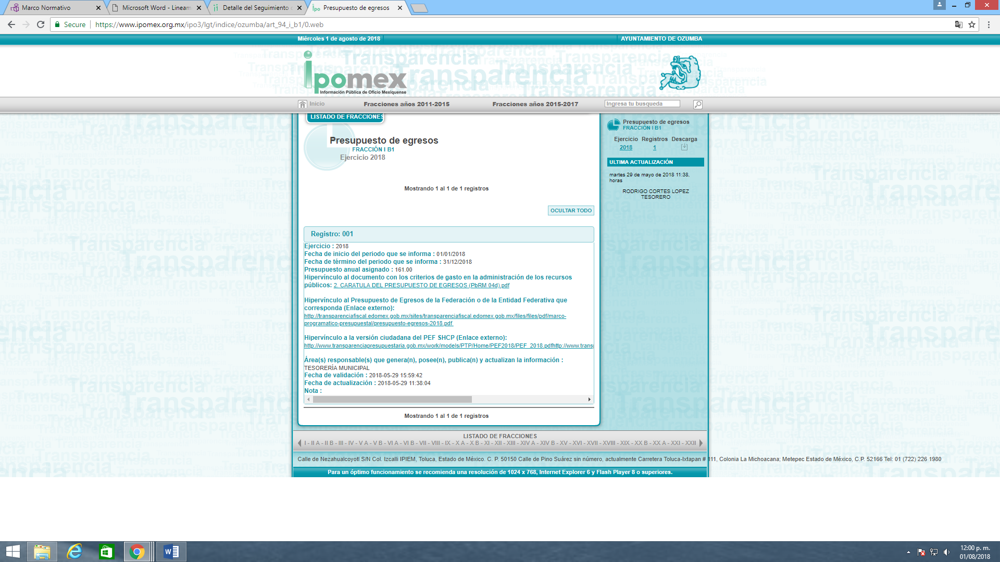 Marco Normativo
Microsoft Word - Lineam
Detalle del Seguimiento
Presupuesto de egresos
Secure
https://www.ipomex.org.mx/ipo3/lgt/indice/ozumba/art_94_i_b1/0.web
Miércoles 1 de agosto de 2018
AYUNTAMIENTO DE OZUMBA
Transparencia
ipomex
Información Pública de Oficio Mexiquense
Inicio
Fracciones años 2011-2015
Fracciones años 2015-2017
Ingresa tu busqueda
LISTADO DE FRACCIONES
Presupuesto de egresos
FRACCIÓN I B1
Ejercicio 2018
Mostrando 1 al 1 de 1 registros
OCULTAR TODO
Registro: 001
Ejercicio : 2018
Fecha de inicio del periodo que se informa : 01/01/2018
Fecha de término del periodo que se informa : 31/12/2018
Presupuesto anual asignado : 161.00
Hipervínculo al documento con los criterios de gasto en la administración de los recursos
públicos: 2. CARATULA DEL PRESUPUESTO DE EGRESOS (PbRM 04d).pdf
Hipervínculo al Presupuesto de Egresos de la Federación o de la Entidad Federativa que
corresponda (Enlace externo):
http://transparenciafiscal.edomex.gob.mx/sites/transparenciafiscal.edomex.gob.mx/files/files/pdf/marco-
programatico-presupuestal/presupuesto-egresos-2018.pdf
Hipervínculo a la versión ciudadana del PEF SHCP (Enlace externo):
http://www.transparenciapresupuestaria.gob.mx/work/models/PTP/Home/PEF2018/PEF_2018.pdfhttp://www.transp
Área(s) responsable(s) que genera(n), posee(n), publica(n) y actualizan la información :
TESORERÍA MUNICIPAL
Fecha de validación : 2018-05-29 15:59:42
Fecha de actualización : 2018-05-29 11:38:04
Nota :
Mostrando 1 al 1 de 1 registros
Presupuesto de egresos
FRACCIÓN I B1
Ejercicio Registros Descarga
2018 1
ULTIMA ACTUALIZACIÓN
martes 29 de mayo de 2018 11:38,
horas
RODRIGO CORTES LOPEZ
TESORERO
LISTADO DE FRACCIONES
I - II A - II B - III - IV - V A - V B - VI A - VI B - VII - VIII - IX - X A - X B - XI - XII - XIII - XIV A - XIV B - XV - XVI - XVII - XVIII - XIX - XX B - XX A - XXI - XXII
Calle de Nezahualcoyotl S/N Col. Izcalli IPIEM, Toluca, Estado de México. C. P. 50150 Calle de Pino Suárez sin número, actualmente Carretera Toluca-Ixtapan # 111, Colonia La Michoacana; Metepec Estado de México, C.P. 52166 Tel: 01 (722) 226 1980
Para un óptimo funcionamiento se recomienda una resolución de 1024 x 768, Internet Explorer 6 y Flash Player 8 o superiores.
12:00 p. m.
01/08/2018